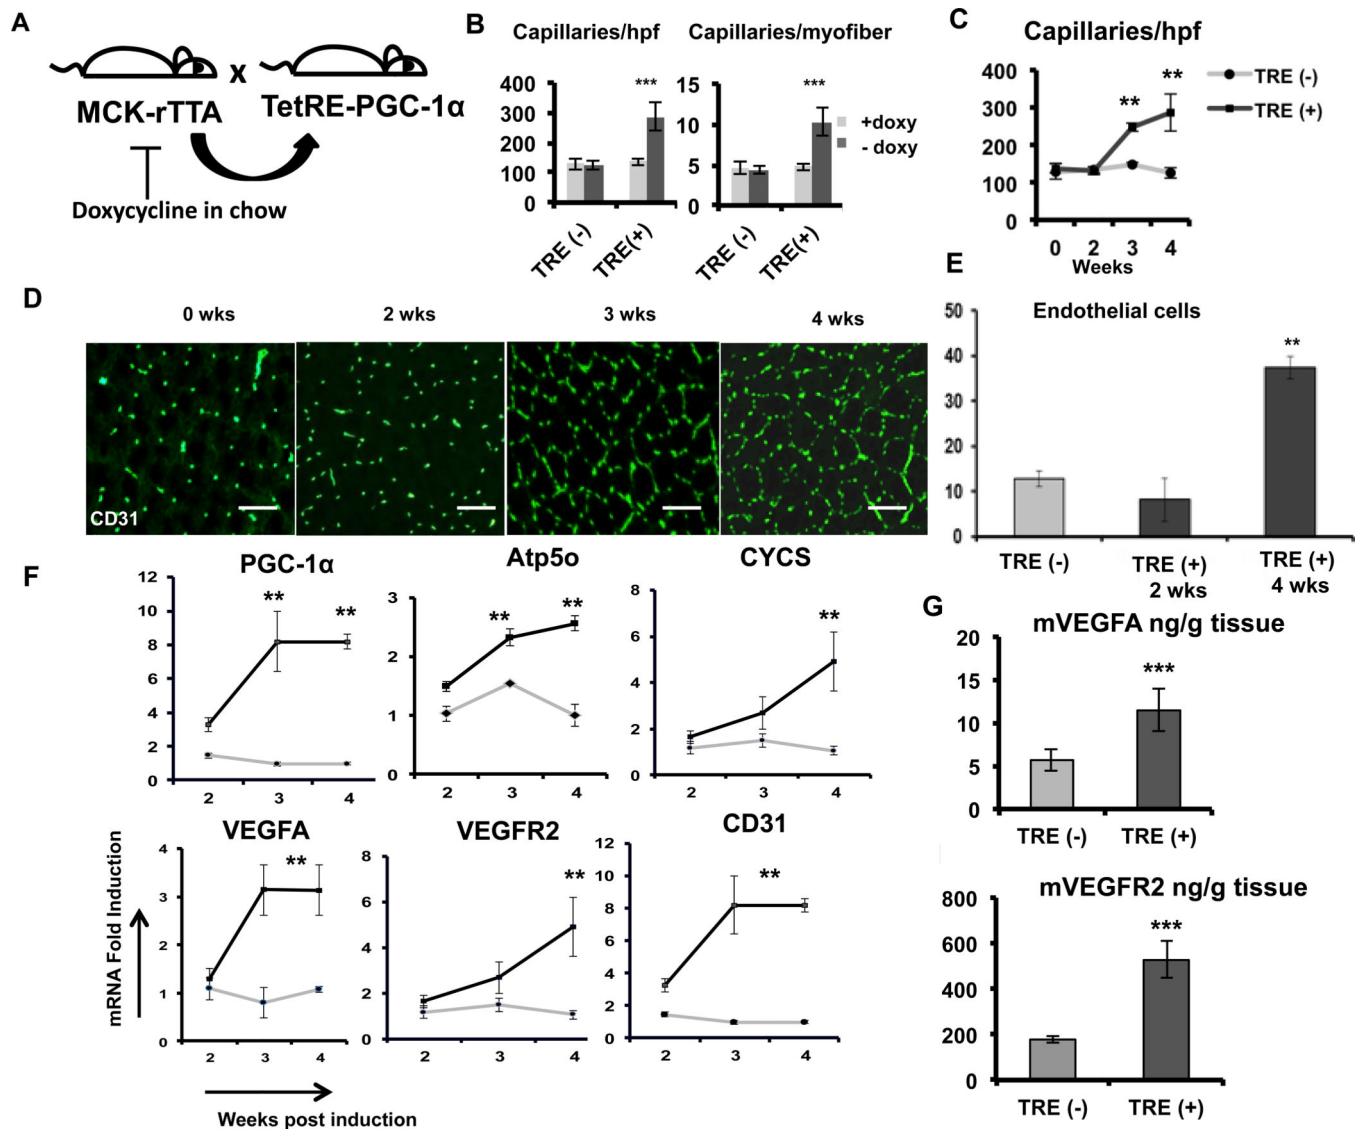 A
MCK-rTTA
x
TetRE-PGC-1α
Doxycycline in chow
B
Capillaries/hpf
400
300
200
100
0
***
TRE (-)
TRE(+)
Capillaries/myofiber
15
10
5
0
***
TRE (-)
TRE(+)
+doxy
- doxy
C
Capillaries/hpf
400
300
200
100
0
**
**
0 2 3 4
Weeks
TRE (-)
TRE (+)
D
0 wks
2 wks
3 wks
4 wks
CD31
E
Endothelial cells
50
40
30
20
10
0
**
TRE (-)
TRE (+)
2 wks
TRE (+)
4 wks
F
PGC-1α
12
10
8
6
4
2
0
**
**
2 3 4
Atp5o
3
2
1
0
**
**
2 3 4
CYCS
8
6
4
2
0
**
2 3 4
VEGFA
4
3
2
1
0
**
2 3 4
VEGFR2
8
6
4
2
0
**
2 3 4
CD31
12
10
8
6
4
2
0
**
2 3 4
mRNA Fold Induction
Weeks post induction
G
mVEGFA ng/g tissue
20
15
10
5
0
***
TRE (-)
TRE (+)
mVEGFR2 ng/g tissue
800
600
400
200
0
***
TRE (-)
TRE (+)